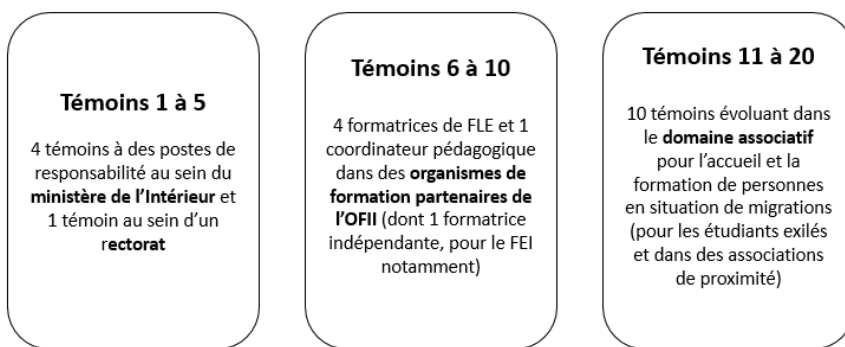 Témoins 1 à 5
4 témoins à des postes de
responsabilité au sein du
ministère de l'Intérieur et
1 témoin au sein d'un
rectorat
Témoins 6 à 10
4 formatrices de FLE et 1
coordinateur pédagogique
dans des organismes de
formation partenaires de
l'OFII (dont 1 formatrice
indépendante, pour le FEI
notamment)
Témoins 11 à 20
10 témoins évoluant dans
le domaine associatif
pour l'accueil et la
formation de personnes
en situation de migrations
(pour les étudiants exilés
et dans des associations
de proximité)